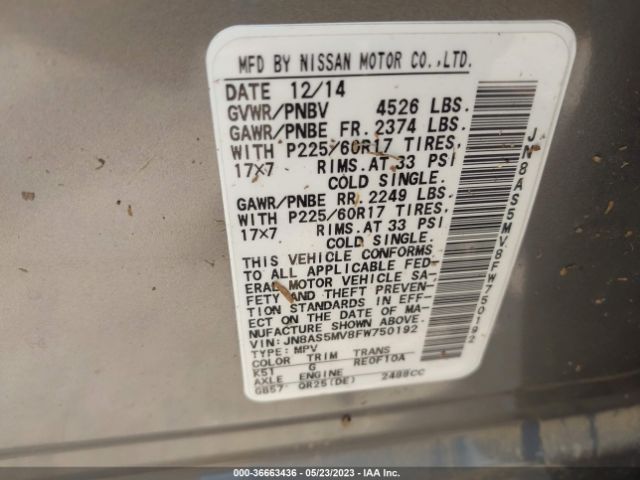 MFD BY NISSAN MOTOR CO.,LTD.
DATE 12/14
GVWR/PNBV 4526 LBS.
GAWR/PNBE FR. 2374 LBS.
WITH P225/60R17 TIRES,
17x7 RIMS.AT 33 PSI
COLD SINGLE.
GAWR/PNBE RR. 2249 LBS.
WITH P225/60R17 TIRES,
17x7 RIMS.AT 33 PSI
COLD SINGLE.
THIS VEHICLE CONFORMS
TO ALL APPLICABLE FED-
ERAL MOTOR VEHICLE SA-
FETY AND THEFT PREVEN-
TION STANDARDS IN EFF-
ECT ON THE DATE OF MA-
NUFACTURE SHOWN ABOVE.
VIN: JN8AS5MV8FW750192
TYPE: MPV
COLOR TRIM TRANS
K51 G RE0F10A
AXLE ENGINE
GB57 QR25(DE) 2488CC
JN8AS5MV8FW750192
000-36663436 - 05/23/2023 - IAA Inc.